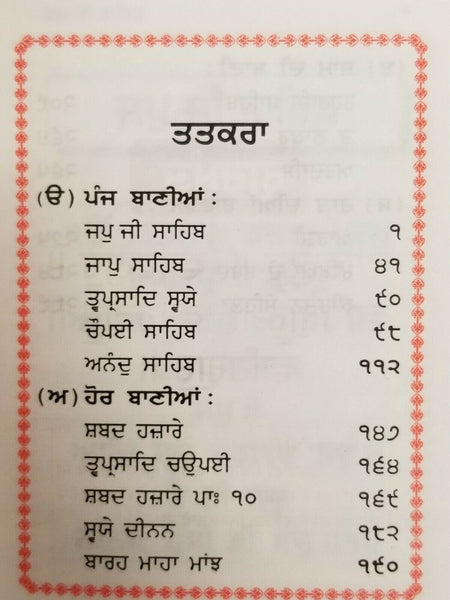 ਤਤਕਰਾ
(ੳ) ਪੰਜ ਬਾਣੀਆਂ :
ਜਪੁ ਜੀ ਸਾਹਿਬ ੧
ਜਾਪੁ ਸਾਹਿਬ ੪੧
ਤ੍ਵਪ੍ਰਸਾਦਿ ਸ੍ਵਯੇ ੯੦
ਚੌਪਈ ਸਾਹਿਬ ੯੮
ਅਨੰਦੁ ਸਾਹਿਬ ੧੧੨
(ਅ) ਹੋਰ ਬਾਣੀਆਂ :
ਸ਼ਬਦ ਹਜ਼ਾਰੇ ੧੪੭
ਤ੍ਵਪ੍ਰਸਾਦਿ ਚਉਪਈ ੧੬੪
ਸ਼ਬਦ ਹਜ਼ਾਰੇ ਪਾਃ ੧੦ ੧੬੯
ਸ੍ਵਯੇ ਦੀਨਨ ੧੮੨
ਬਾਰਹ ਮਾਹਾ ਮਾਂਝ ੧੯੦